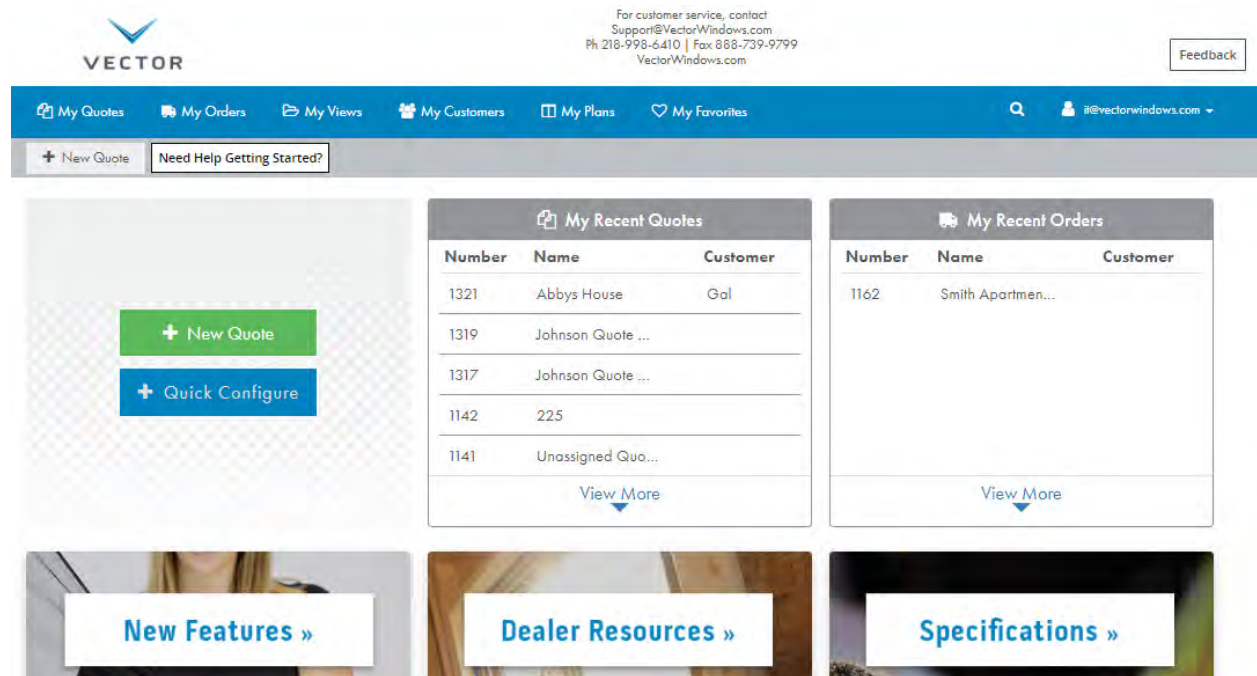 VECTOR
For customer service, contact
Support@VectorWindows.com
Ph 218-998-6410 | Fax 888-739-9799
VectorWindows.com
Feedback
My Quotes My Orders My Views My Customers My Plans My Favorites it@vectorwindows.com
+ New Quote Need Help Getting Started?
+ New Quote
+ Quick Configure
My Recent Quotes
Number Name Customer
1321 Abbys House Gal
1319 Johnson Quote ...
1317 Johnson Quote ...
1142 225
1141 Unassigned Quo...
View More
My Recent Orders
Number Name Customer
1162 Smith Apartmen...
View More
New Features »
Dealer Resources »
Specifications »